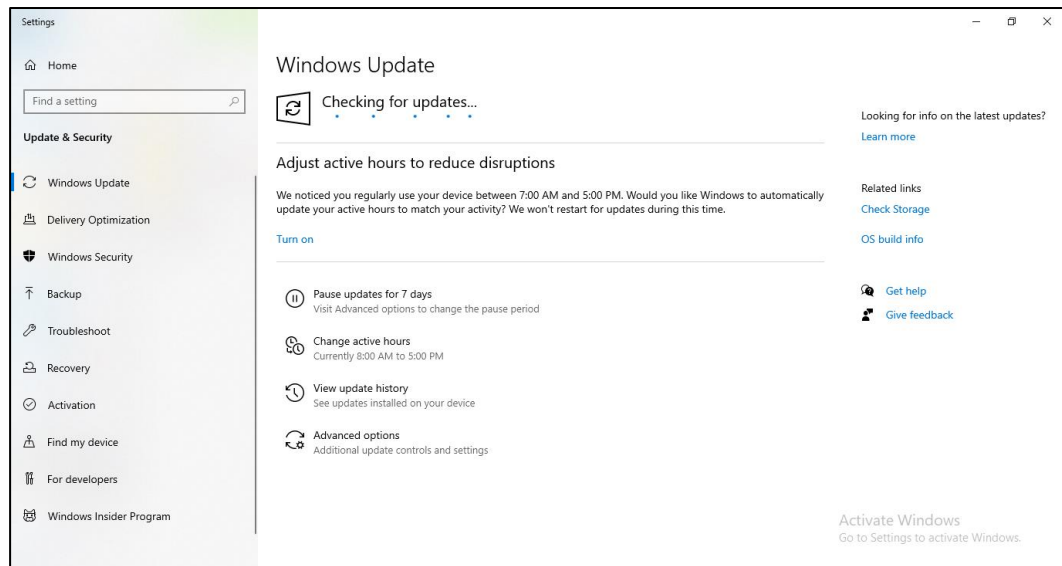 Settings
Home
Find a setting
Update & Security
Windows Update
Delivery Optimization
Windows Security
Backup
Troubleshoot
Recovery
Activation
Find my device
For developers
Windows Insider Program
Windows Update
Checking for updates...
Adjust active hours to reduce disruptions
We noticed you regularly use your device between 7:00 AM and 5:00 PM. Would you like Windows to automatically
update your active hours to match your activity? We won't restart for updates during this time.
Turn on
Pause updates for 7 days
Visit Advanced options to change the pause period
Change active hours
Currently 8:00 AM to 5:00 PM
View update history
See updates installed on your device
Advanced options
Additional update controls and settings
Looking for info on the latest updates?
Learn more
Related links
Check Storage
OS build info
Get help
Give feedback
Activate Windows
Go to Settings to activate Windows.